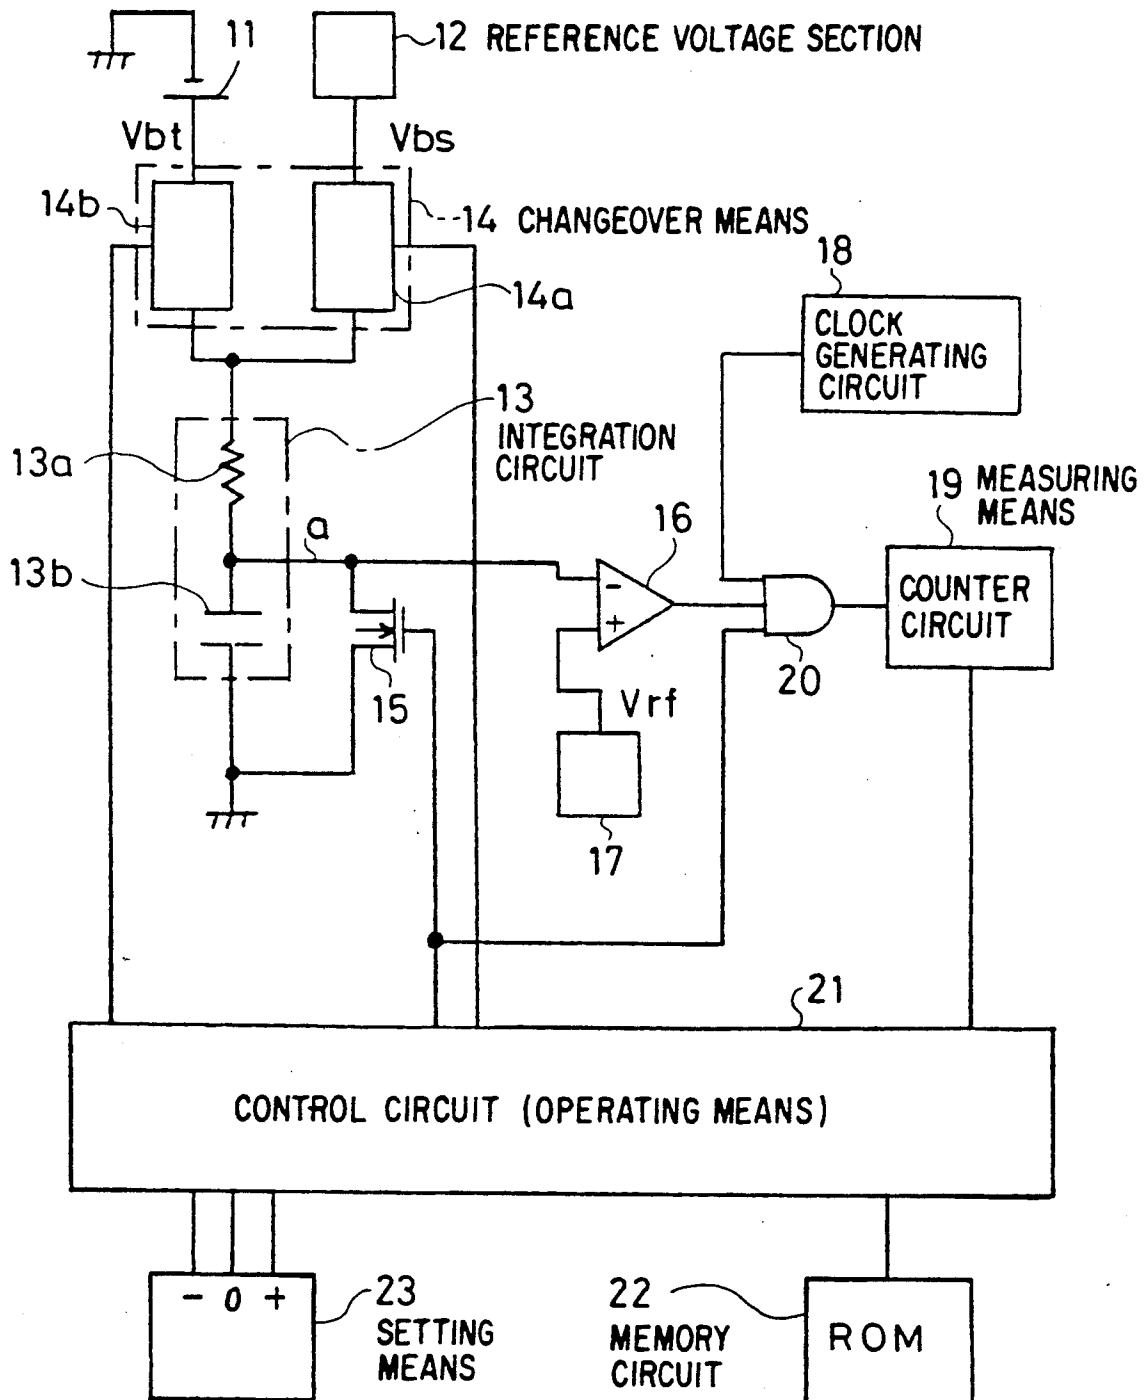 11
12 REFERENCE VOLTAGE SECTION
Vbt
Vbs
14b
14 CHANGEOVER MEANS
14a
18
CLOCK
GENERATING
CIRCUIT
13
INTEGRATION
CIRCUIT
13a
a
13b
16
-
+
15
Vrf
17
20
19 MEASURING
MEANS
COUNTER
CIRCUIT
21
CONTROL CIRCUIT (OPERATING MEANS)
- 0 +
23
SETTING
MEANS
22
MEMORY
CIRCUIT
ROM